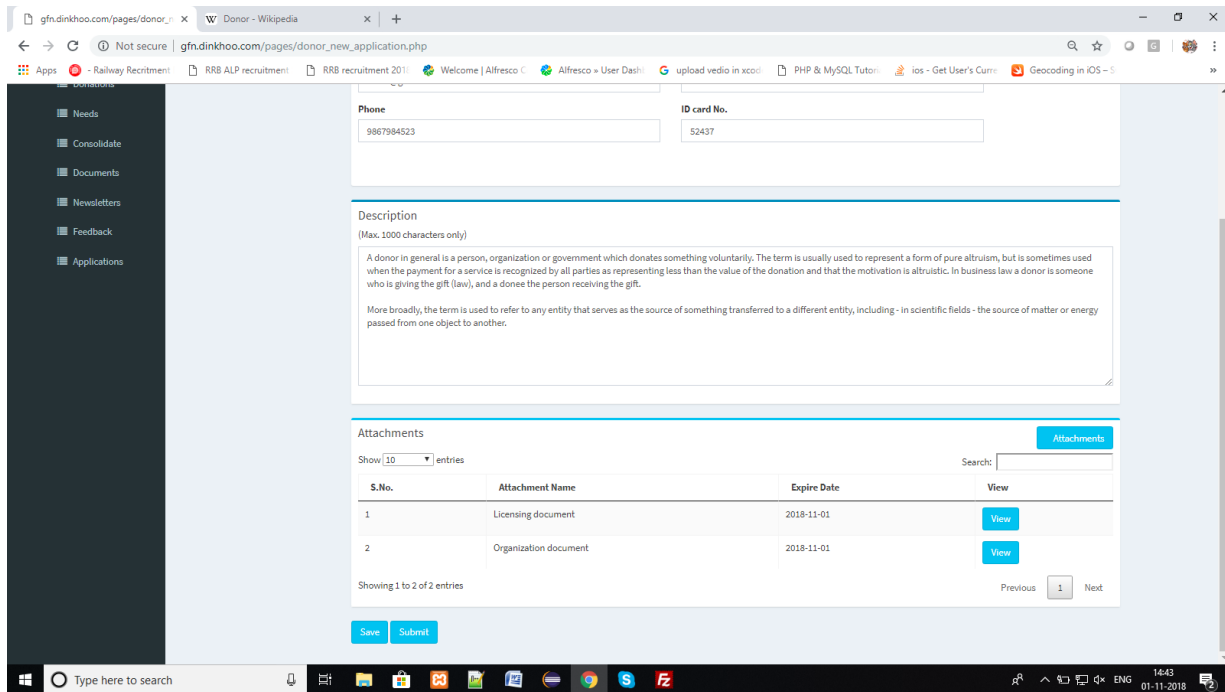 gfn.dinkhoo.com/pages/donor_n
Donor - Wikipedia
Not secure | gfn.dinkhoo.com/pages/donor_new_application.php
Apps
- Railway Recritment
RRB ALP recruitment
RRB recruitment 201
Welcome | Alfresco
Alfresco » User Dash
upload vedio in xcod
PHP & MySQL Tutori
ios - Get User's Curre
Geocoding in iOS – S
»
Donations
Needs
Consolidate
Documents
Newsletters
Feedback
Applications
Phone
ID card No.
9867984523
52437
Description
(Max. 1000 characters only)
A donor in general is a person, organization or government which donates something voluntarily. The term is usually used to represent a form of pure altruism, but is sometimes used
when the payment for a service is recognized by all parties as representing less than the value of the donation and that the motivation is altruistic. In business law a donor is someone
who is giving the gift (law), and a donee the person receiving the gift.
More broadly, the term is used to refer to any entity that serves as the source of something transferred to a different entity, including - in scientific fields - the source of matter or energy
passed from one object to another.
Attachments
Attachments
Show 10 entries
Search:
S.No. Attachment Name Expire Date View
1 Licensing document 2018-11-01 View
2 Organization document 2018-11-01 View
Showing 1 to 2 of 2 entries
Previous 1 Next
Save Submit
Type here to search
ENG
14:43
01-11-2018